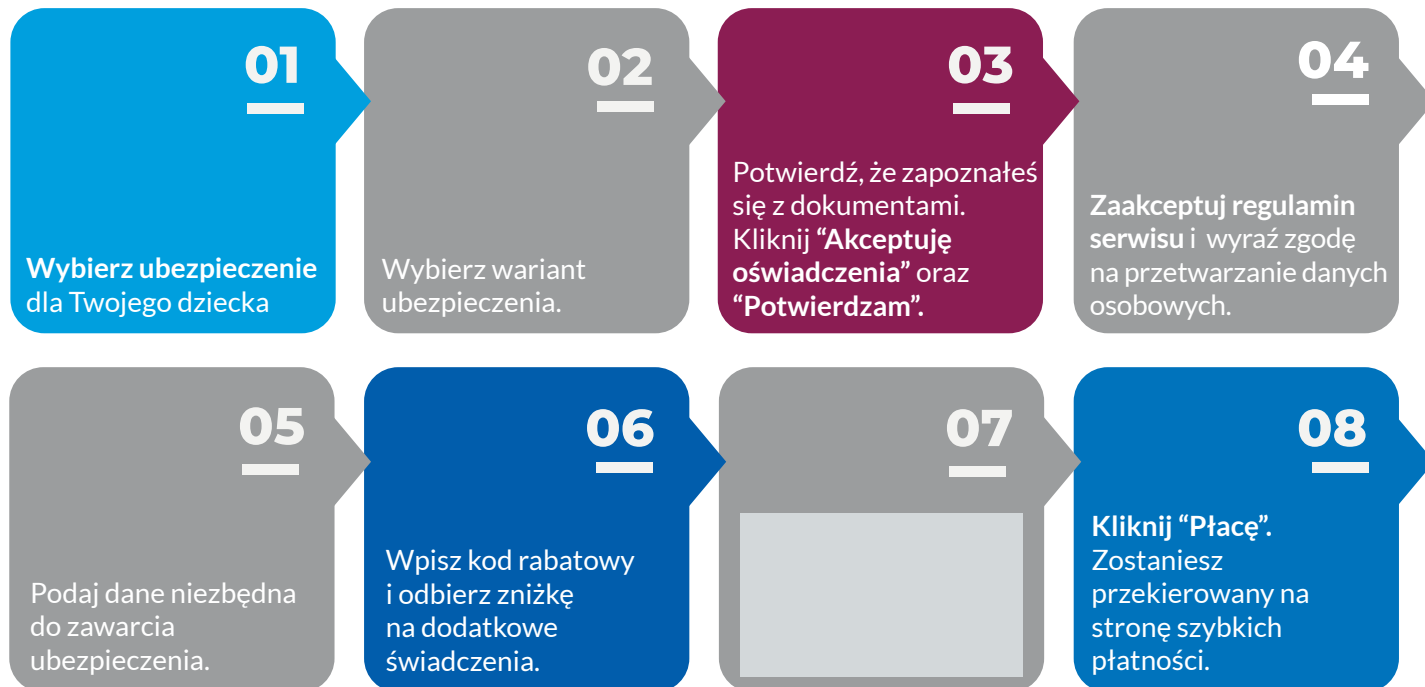 01
Wybierz ubezpieczenie
dla Twojego dziecka
02
Wybierz wariant
ubezpieczenia.
03
Potwierdź, że zapoznałeś
się z dokumentami.
Kliknij “Akceptuję
oświadczenia” oraz
“Potwierdzam”.
04
Zaakceptuj regulamin
serwisu i wyraź zgodę
na przetwarzanie danych
osobowych.
05
Podaj dane niezbędna
do zawarcia
ubezpieczenia.
06
Wpisz kod rabatowy
i odbierz zniżkę
na dodatkowe
świadczenia.
07
08
Kliknij “Płacę”.
Zostaniesz
przekierowany na
stronę szybkich
płatności.